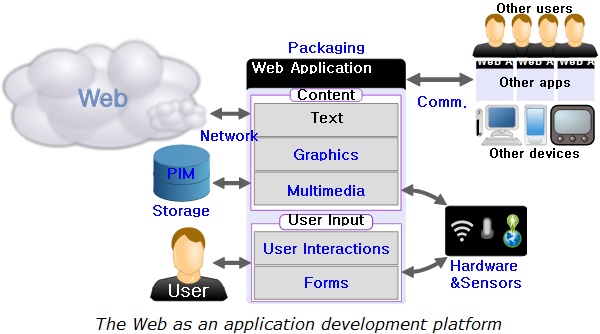 Other users
Packaging
Web Application
Web A Web A Web A Web A
Other apps
Content
Web
Comm.
Text
Network
Graphics
Other devices
PIM
Multimedia
Storage
User Input
User Interactions
Hardware
&Sensors
User
Forms
The Web as an application development platform